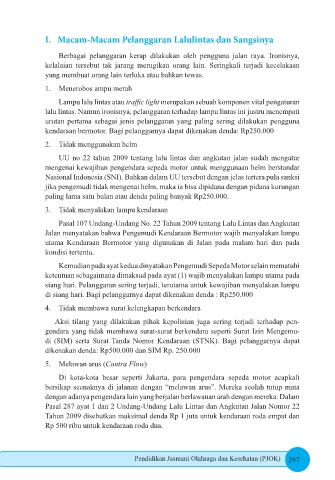 I. Macam-Macam Pelanggaran Lalulintas dan Sangsinya
Berbagai pelanggaran kerap dilakukan oleh pengguna jalan raya. Ironisnya,
kelalaian tersebut tak jarang merugikan orang lain. Seringkali terjadi kecelakaan
yang membuat orang lain terluka atau bahkan tewas.
1. Menerobos ampu merah
Lampu lalu lintas atau traffic light merupakan sebuah komponen vital pengaturan
lalu lintas. Namun ironisnya, pelanggaran terhadap lampu lintas ini justru menempati
urutan pertama sebagai jenis pelanggaran yang paling sering dilakukan pengguna
kendaraan bermotor. Bagi pelanggarnya dapat dikenakan denda: Rp250.000
2. Tidak menggunakan helm
UU no 22 tahun 2009 tentang lalu lintas dan angkutan jalan sudah mengatur
mengenai kewajiban pengendara sepeda motor untuk menggunaan helm berstandar
Nasional Indonesia (SNI). Bahkan dalam UU tersebut dengan jelas tertera pula sanksi
jika pengemudi tidak mengenai helm, maka ia bisa dipidana dengan pidana kurungan
paling lama satu bulan atau denda paling banyak Rp250.000.
3. Tidak menyalakan lampu kendaraan
Pasal 107 Undang-Undang No. 22 Tahun 2009 tentang Lalu Lintas dan Angkutan
Jalan menyatakan bahwa Pengemudi Kendaraan Bermotor wajib menyalakan lampu
utama Kendaraan Bermotor yang digunakan di Jalan pada malam hari dan pada
kondisi tertentu.
Kemudian pada ayat kedua dinyatakan Pengemudi Sepeda Motor selain mematuhi
ketentuan sebagaimana dimaksud pada ayat (1) wajib menyalakan lampu utama pada
siang hari. Pelanggaran sering terjadi, terutama untuk kewajiban menyalakan lampu
di siang hari. Bagi pelanggarnya dapat dikenakan denda : Rp250.000
4. Tidak membawa surat kelengkapan berkendara
Aksi tilang yang dilakukan pihak kepolisian juga sering terjadi terhadap pen-
gendara yang tidak membawa surat-surat berkendara seperti Surat Izin Mengemu-
di (SIM) serta Surat Tanda Nomor Kendaraan (STNK). Bagi pelanggarnya dapat
dikenakan denda: Rp500.000 dan SIM Rp. 250.000
5. Melawan arus (Contra Flow)
Di kota-kota besar seperti Jakarta, para pengendara sepeda motor acapkali
bersikap seenaknya di jalanan dengan “melawan arus”. Mereka seolah tutup mata
dengan adanya pengendara lain yang berjalan berlawanan arah dengan mereka. Dalam
Pasal 287 ayat 1 dan 2 Undang-Undang Lalu Lintas dan Angkutan Jalan Nomor 22
Tahun 2009 disebutkan maksimal denda Rp 1 juta untuk kendaraan roda empat dan
Rp 500 ribu untuk kendaraan roda dua.
Pendidikan Jasmani Olahraga dan Kesehatan (PJOK) 297